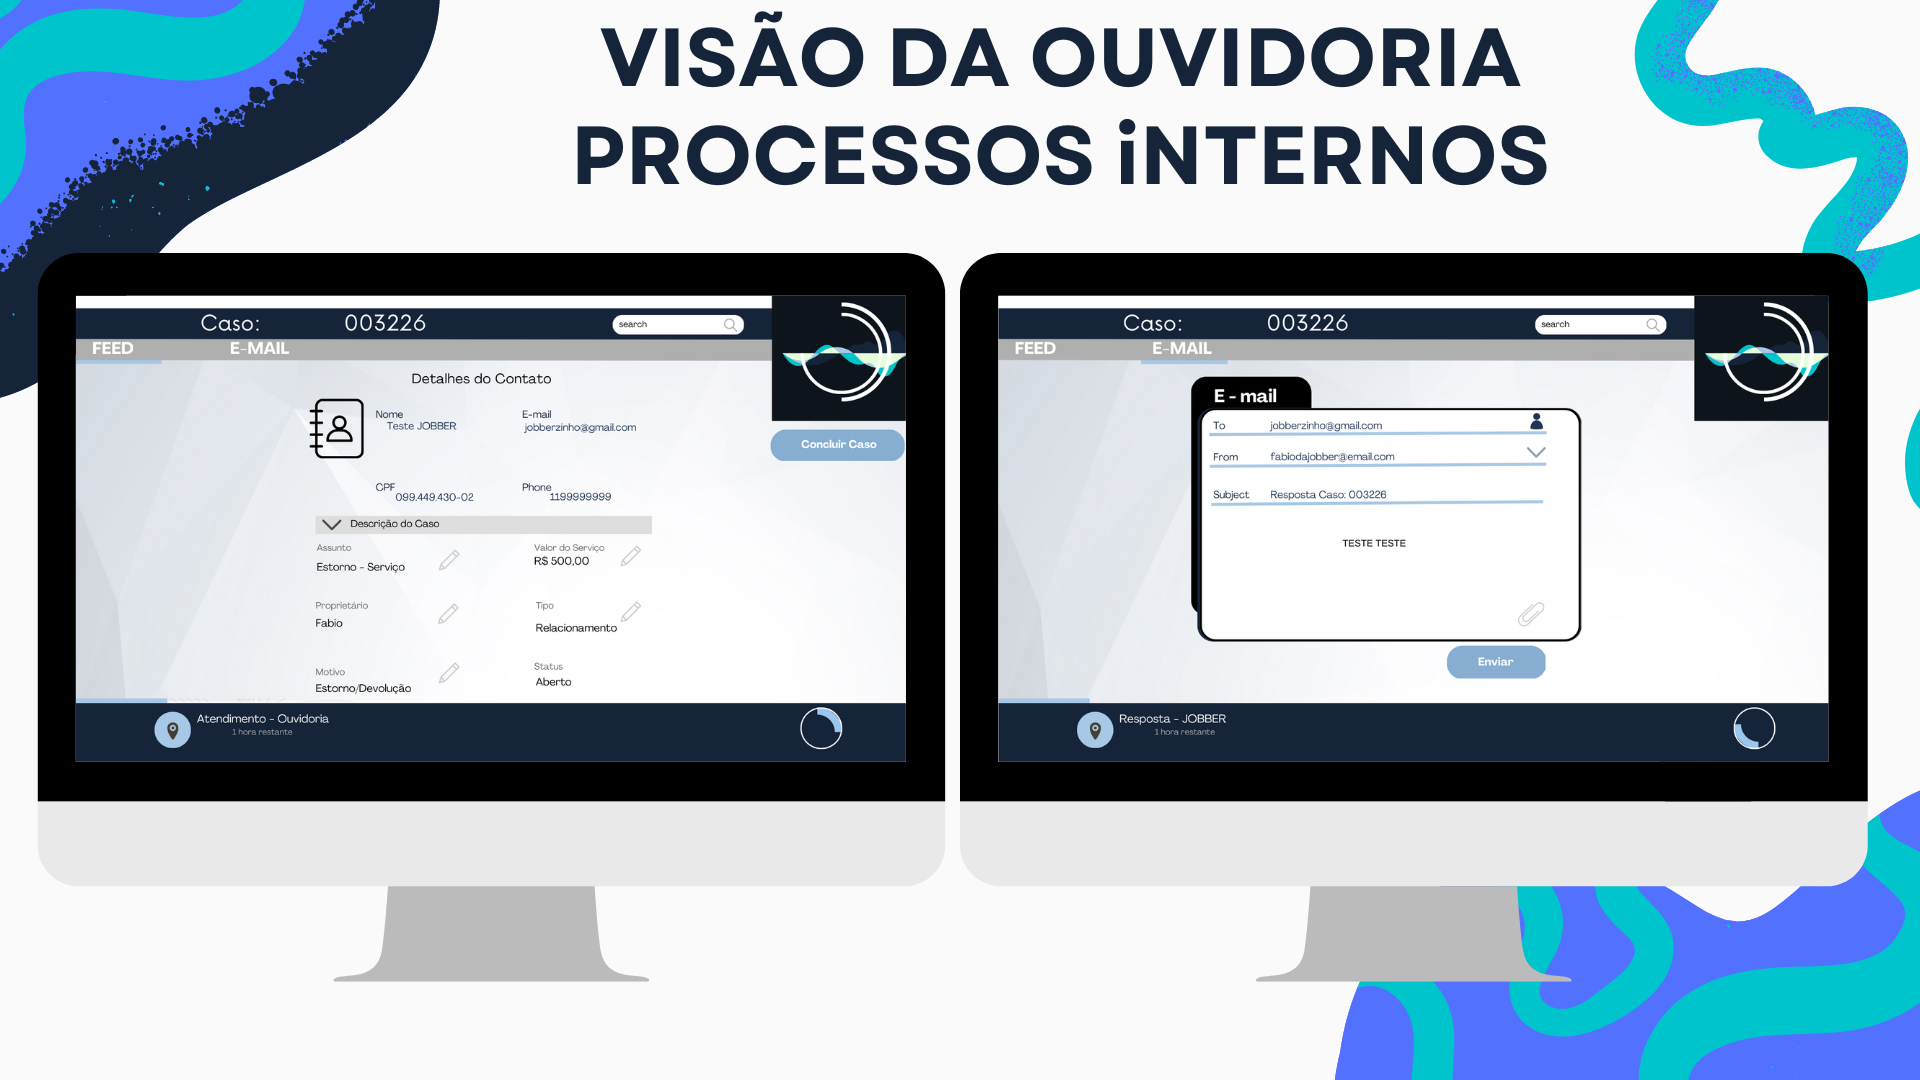 VISÃO DA OUVIDORIA
PROCESSOS iNTERNOS
Caso: 003226
search
FEED E-MAIL
Detalhes do Contato
Nome E-mail
Teste JOBBER jobberzinho@gmail.com
Concluir Caso
CPF Phone
099.449.430-02 1199999999
Descrição do Caso
Assunto Valor do Serviço
Estorno - Serviço R$ 500,00
Proprietário Tipo
Fabio Relacionamento
Motivo Status
Estorno/Devolução Aberto
Atendimento - Ouvidoria
1 hora restante
Caso: 003226
search
FEED E-MAIL
E - mail
To jobberzinho@gmail.com
From fabiodajobber@email.com
Subject Resposta Caso: 003226
TESTE TESTE
Enviar
Resposta - JOBBER
1 hora restante